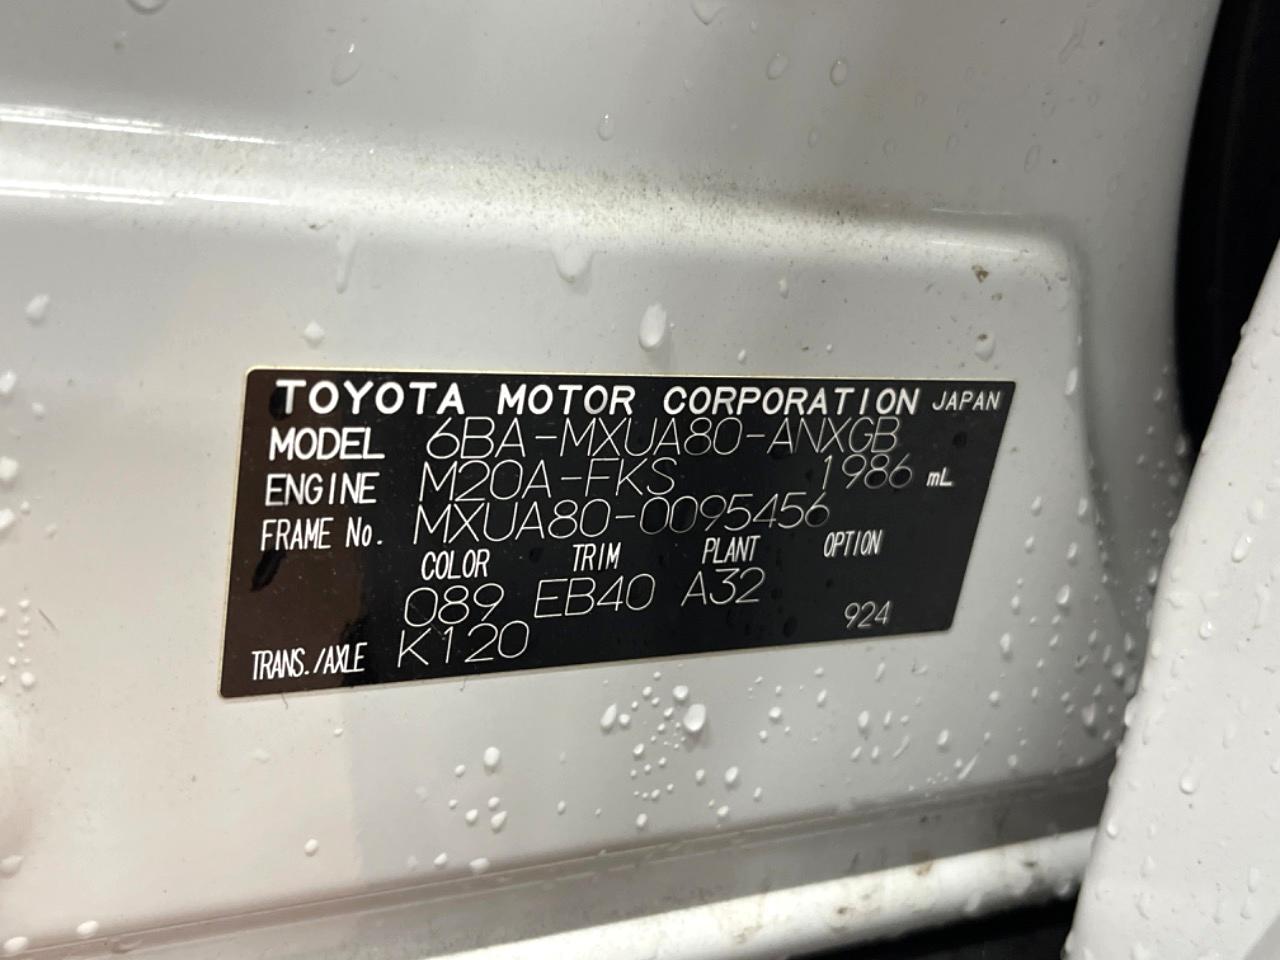 TOYOTA MOTOR CORPORATION JAPAN
MODEL 6BA-MXUA80-ANXGB
ENGINE M20A-FKS 1986 mL
FRAME No. MXUA80-0095456
COLOR TRIM PLANT OPTION
089 EB40 A32
TRANS./AXLE K120 924